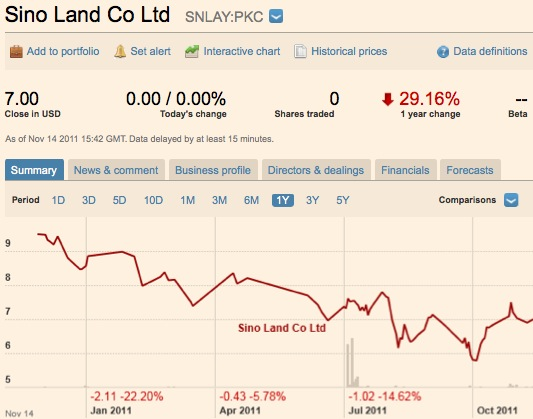 Sino Land Co Ltd SNLAY:PKC
Add to portfolio Set alert Interactive chart Historical prices Data definitions
7.00 0.00 / 0.00% 0 29.16% --
Close in USD Today's change Shares traded 1 year change Beta
As of Nov 14 2011 15:42 GMT. Data delayed by at least 15 minutes.
Summary News & comment Business profile Directors & dealings Financials Forecasts
Period 1D 3D 5D 10D 1M 3M 6M 1Y 3Y 5Y Comparisons
9
8
7
Sino Land Co Ltd
6
5
-2.11 -22.20% -0.43 -5.78% -1.02 -14.62%
Nov 14 Jan 2011 Apr 2011 Jul 2011 Oct 2011